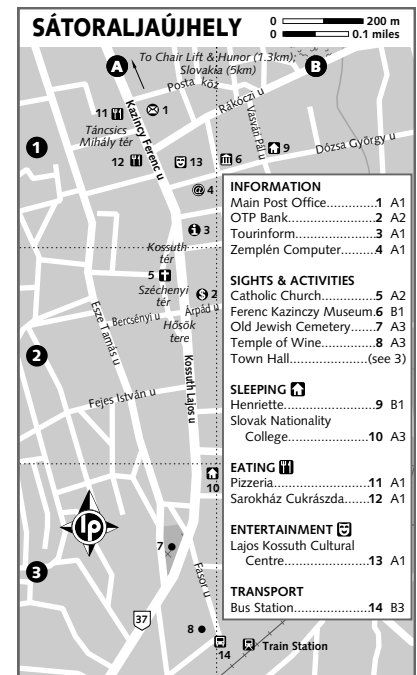 SÁTORALJAÚJHELY
0 200 m
0 0.1 miles
To Chair Lift & Hunor (1.3km);
Slovakia (5km)
A
B
Posta köz
Rákóczi u
Vasvári Pál u
Dózsa György u
Kazinczy Ferenc u
11
1
Táncsics
Mihály tér
12
13
6
9
1
@ 4
3
Kossuth
tér
5
Széchenyi
tér
$ 2
Árpád u
Bercsényi u
Hősök
tere
Esze Tamás u
2
Kossuth Lajos u
Fejes István u
10
lp
7
3
Fasor u
37
8
14
Train Station
INFORMATION
Main Post Office..............1 A1
OTP Bank........................2 A2
Tourinform......................3 A1
Zemplén Computer.........4 A1
SIGHTS & ACTIVITIES
Catholic Church...............5 A2
Ferenc Kazinczy Museum.6 B1
Old Jewish Cemetery.......7 A3
Temple of Wine...............8 A3
Town Hall..................(see 3)
SLEEPING
Henriette.........................9 B1
Slovak Nationality
College.....................10 A3
EATING
Pizzeria.........................11 A1
Sarokház Cukrászda......12 A1
ENTERTAINMENT
Lajos Kossuth Cultural
Centre......................13 A1
TRANSPORT
Bus Station...................14 B3